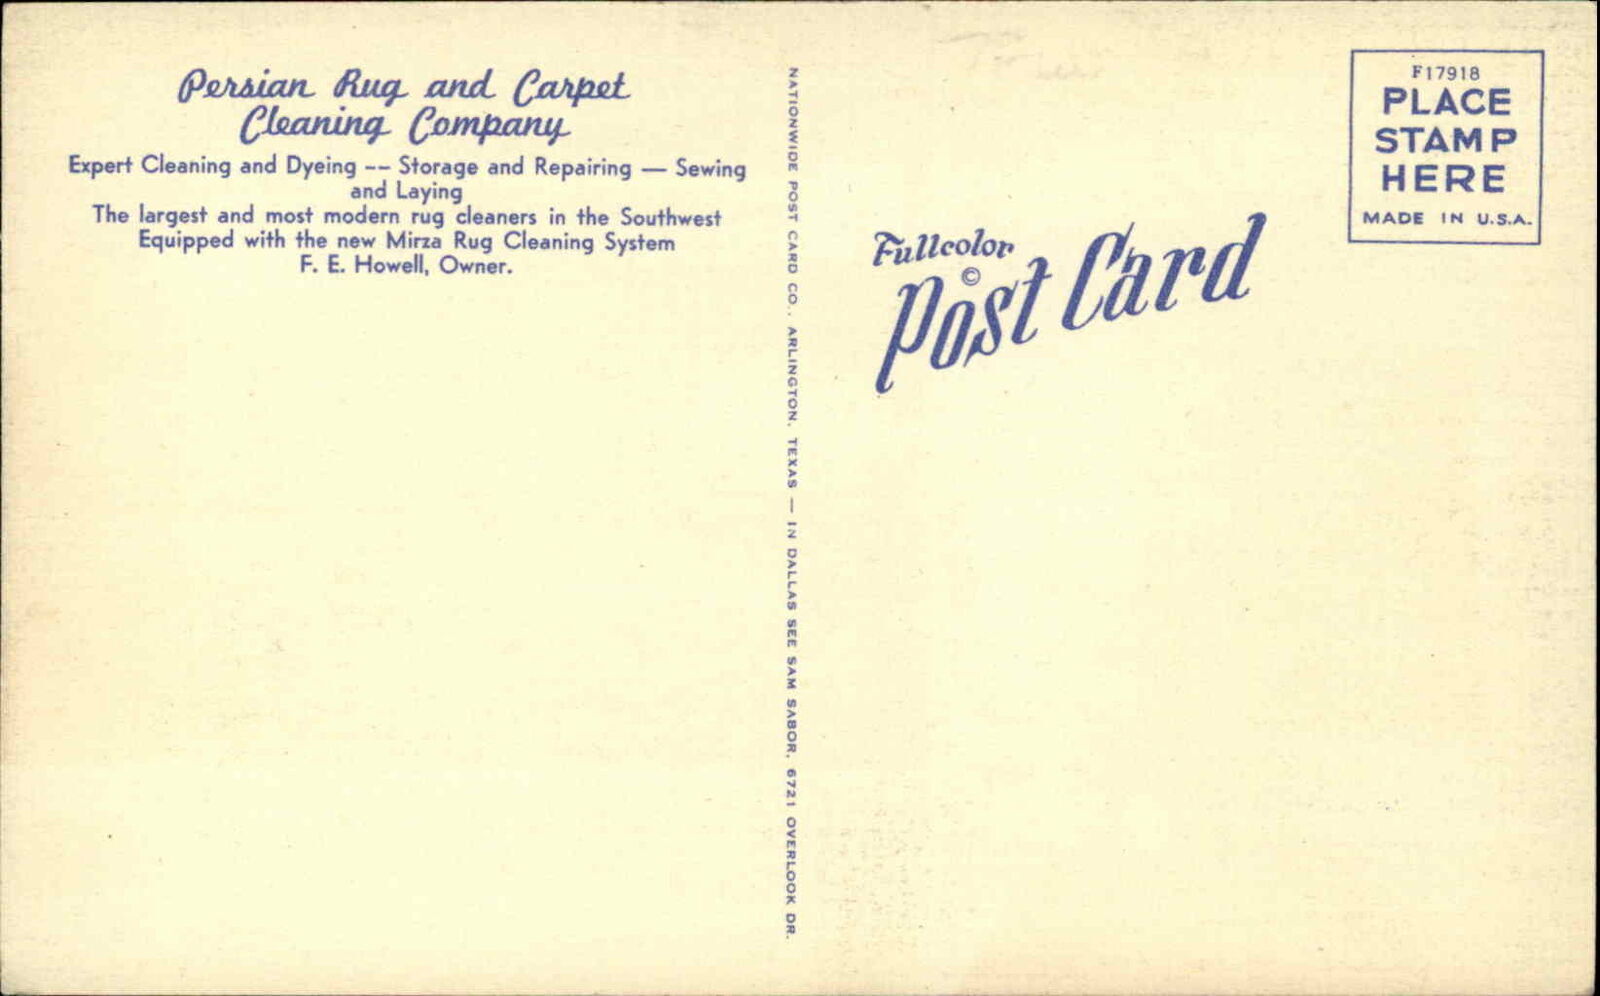 Persian Rug and Carpet
Cleaning Company
Expert Cleaning and Dyeing -- Storage and Repairing — Sewing
and Laying
The largest and most modern rug cleaners in the Southwest
Equipped with the new Mirza Rug Cleaning System
F. E. Howell, Owner.
NATIONWIDE POST CARD CO., ARLINGTON, TEXAS — IN DALLAS SEE SAM SABOR, 6721 OVERLOOK DR.
Fullcolor
©
Post Card
F17918
PLACE
STAMP
HERE
MADE IN U.S.A.